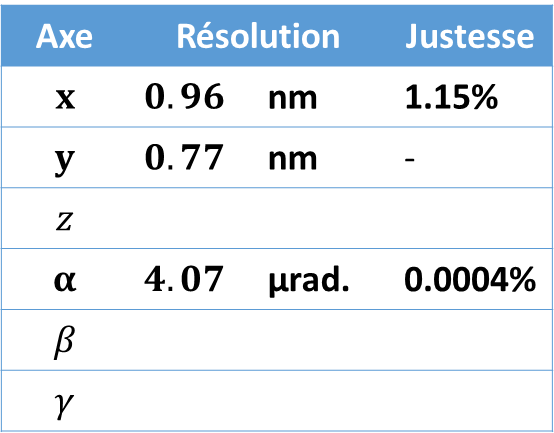 Axe Résolution Justesse
x 0.96 nm 1.15%
y 0.77 nm -
z
α 4.07 µrad. 0.0004%
β
γ